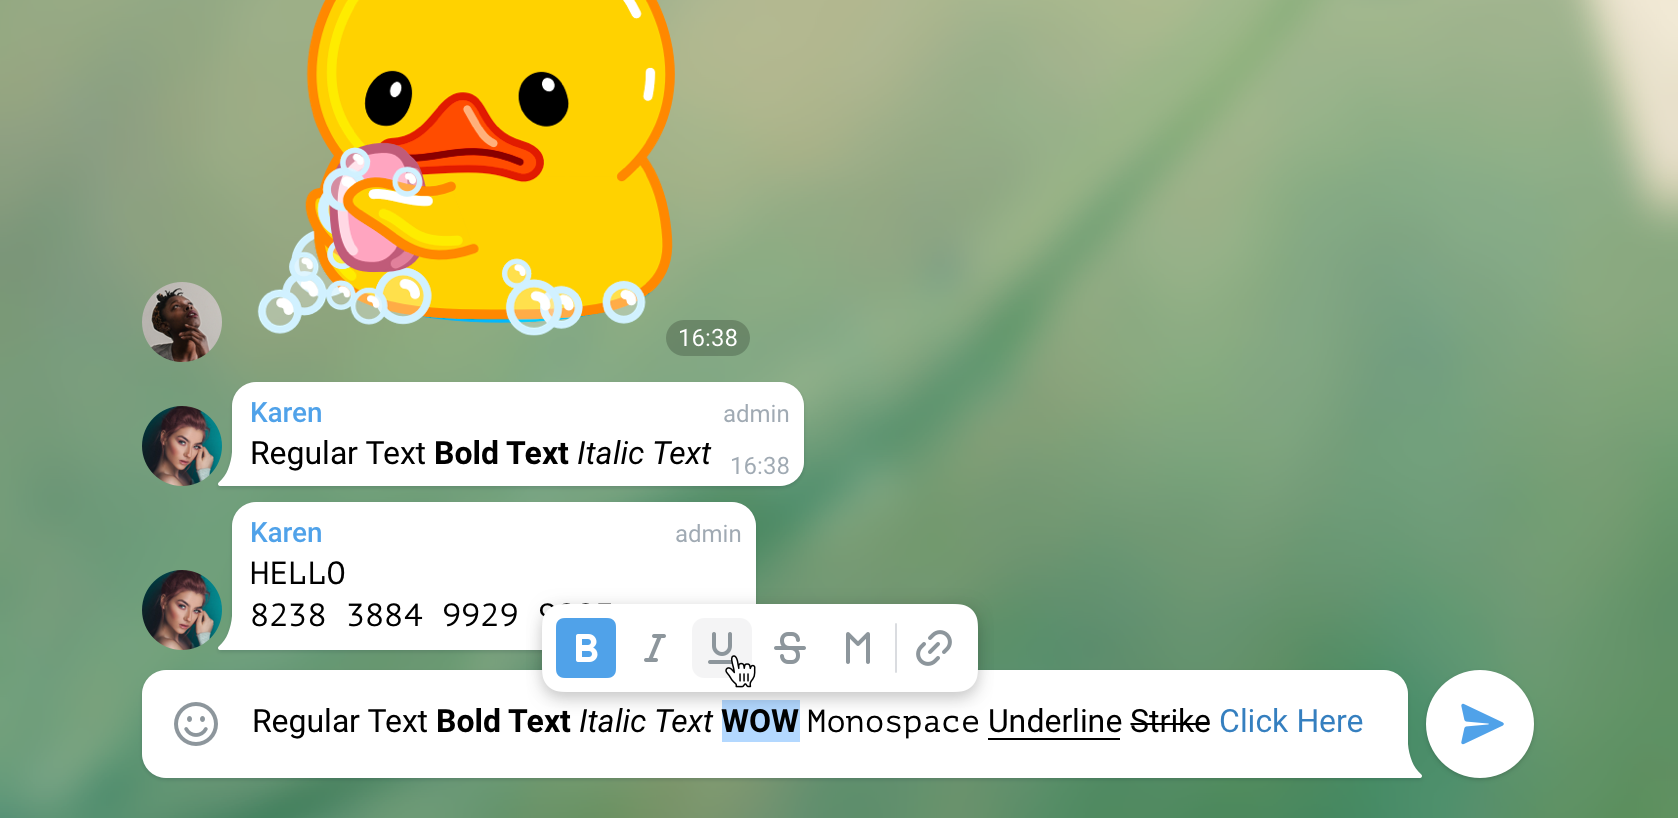 16:38
Karen admin
Regular Text Bold Text Italic Text 16:38
Karen admin
HELLO
8238 3884 9929
B I U S M
Regular Text Bold Text Italic Text WOW Monospace Underline Strike Click Here